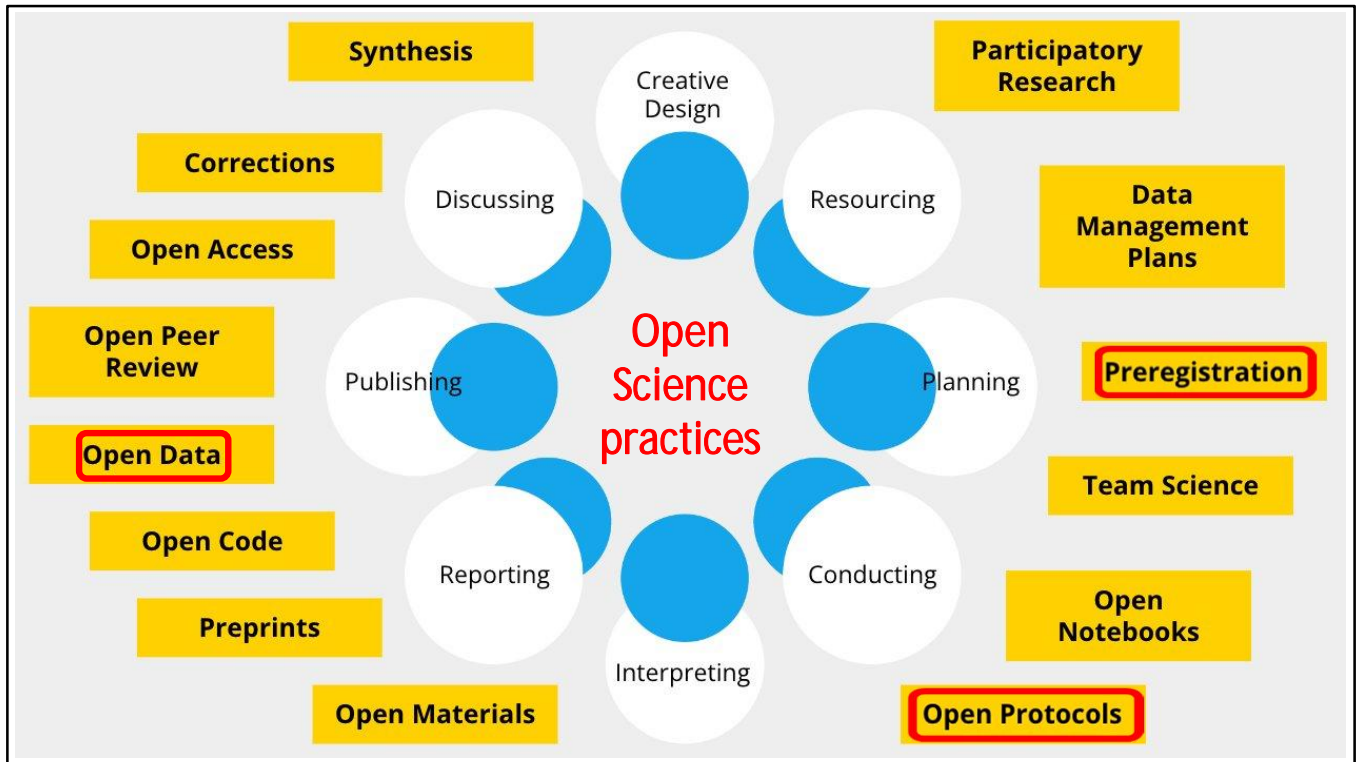 Synthesis
Participatory
Research
Creative
Design
Corrections
Discussing
Resourcing
Data
Management
Plans
Open Access
Open Peer
Review
Open
Science
practices
Publishing
Planning
Preregistration
Open Data
Team Science
Open Code
Reporting
Conducting
Open
Notebooks
Preprints
Interpreting
Open Materials
Open Protocols